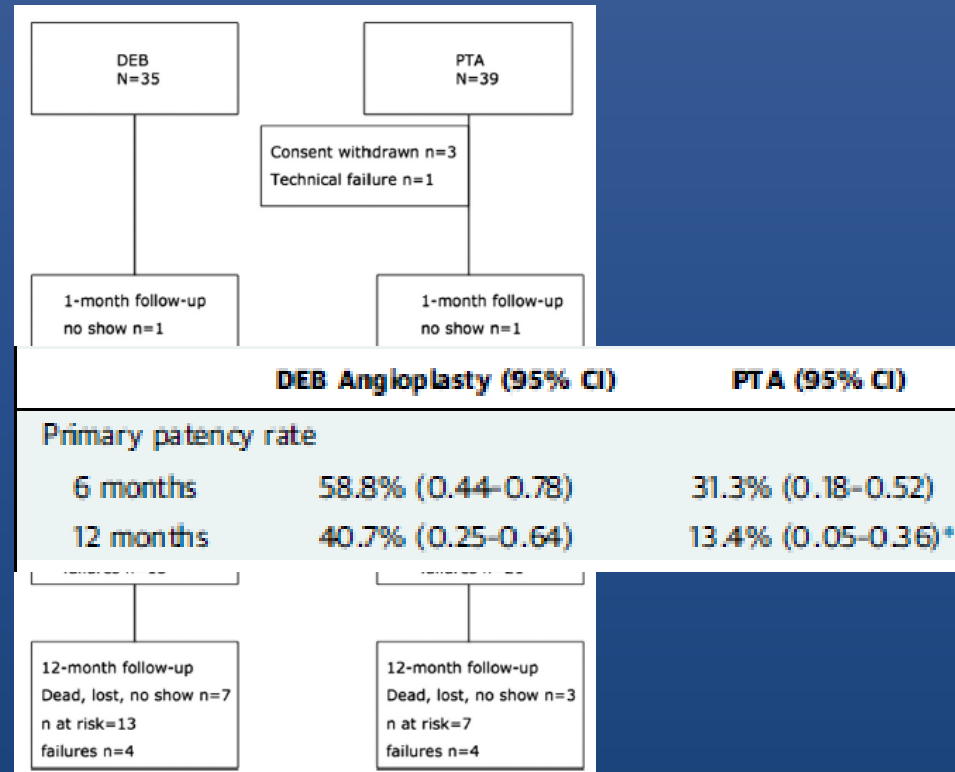 DEB
N=35
PTA
N=39
Consent withdrawn n=3
Technical failure n=1
1-month follow-up
no show n=1
1-month follow-up
no show n=1
DEB Angioplasty (95% CI)
PTA (95% CI)
Primary patency rate
6 months 58.8% (0.44–0.78) 31.3% (0.18–0.52)
12 months 40.7% (0.25–0.64) 13.4% (0.05–0.36)*
12-month follow-up
Dead, lost, no show n=7
n at risk=13
failures n=4
12-month follow-up
Dead, lost, no show n=3
n at risk=7
failures n=4